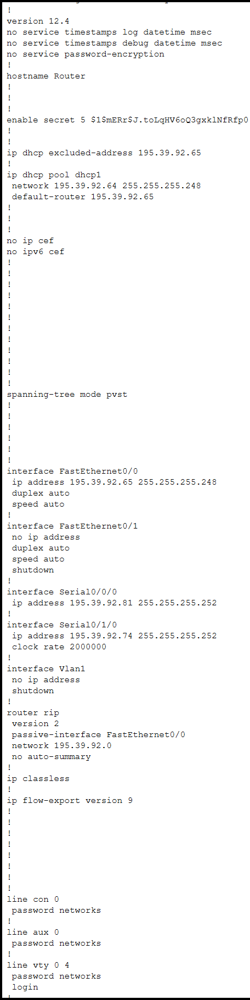 !
version 12.4
no service timestamps log datetime msec
no service timestamps debug datetime msec
no service password-encryption
!
hostname Router
!
!
!
enable secret 5 $1$mERr$J.toLqHV6oQ3gxklNfRfp0
!
!
ip dhcp excluded-address 195.39.92.65
!
ip dhcp pool dhcp1
 network 195.39.92.64 255.255.255.248
 default-router 195.39.92.65
!
!
!
no ip cef
no ipv6 cef
!
!
!
!
!
!
!
!
!
!
!
!
spanning-tree mode pvst
!
!
!
!
!
!
interface FastEthernet0/0
 ip address 195.39.92.65 255.255.255.248
 duplex auto
 speed auto
!
interface FastEthernet0/1
 no ip address
 duplex auto
 speed auto
 shutdown
!
interface Serial0/0/0
 ip address 195.39.92.81 255.255.255.252
!
interface Serial0/1/0
 ip address 195.39.92.74 255.255.255.252
 clock rate 2000000
!
interface Vlan1
 no ip address
 shutdown
!
router rip
 version 2
 passive-interface FastEthernet0/0
 network 195.39.92.0
 no auto-summary
!
ip classless
!
ip flow-export version 9
!
!
!
!
!
!
!
!
line con 0
 password networks
!
line aux 0
 password networks
!
line vty 0 4
 password networks
 login
!